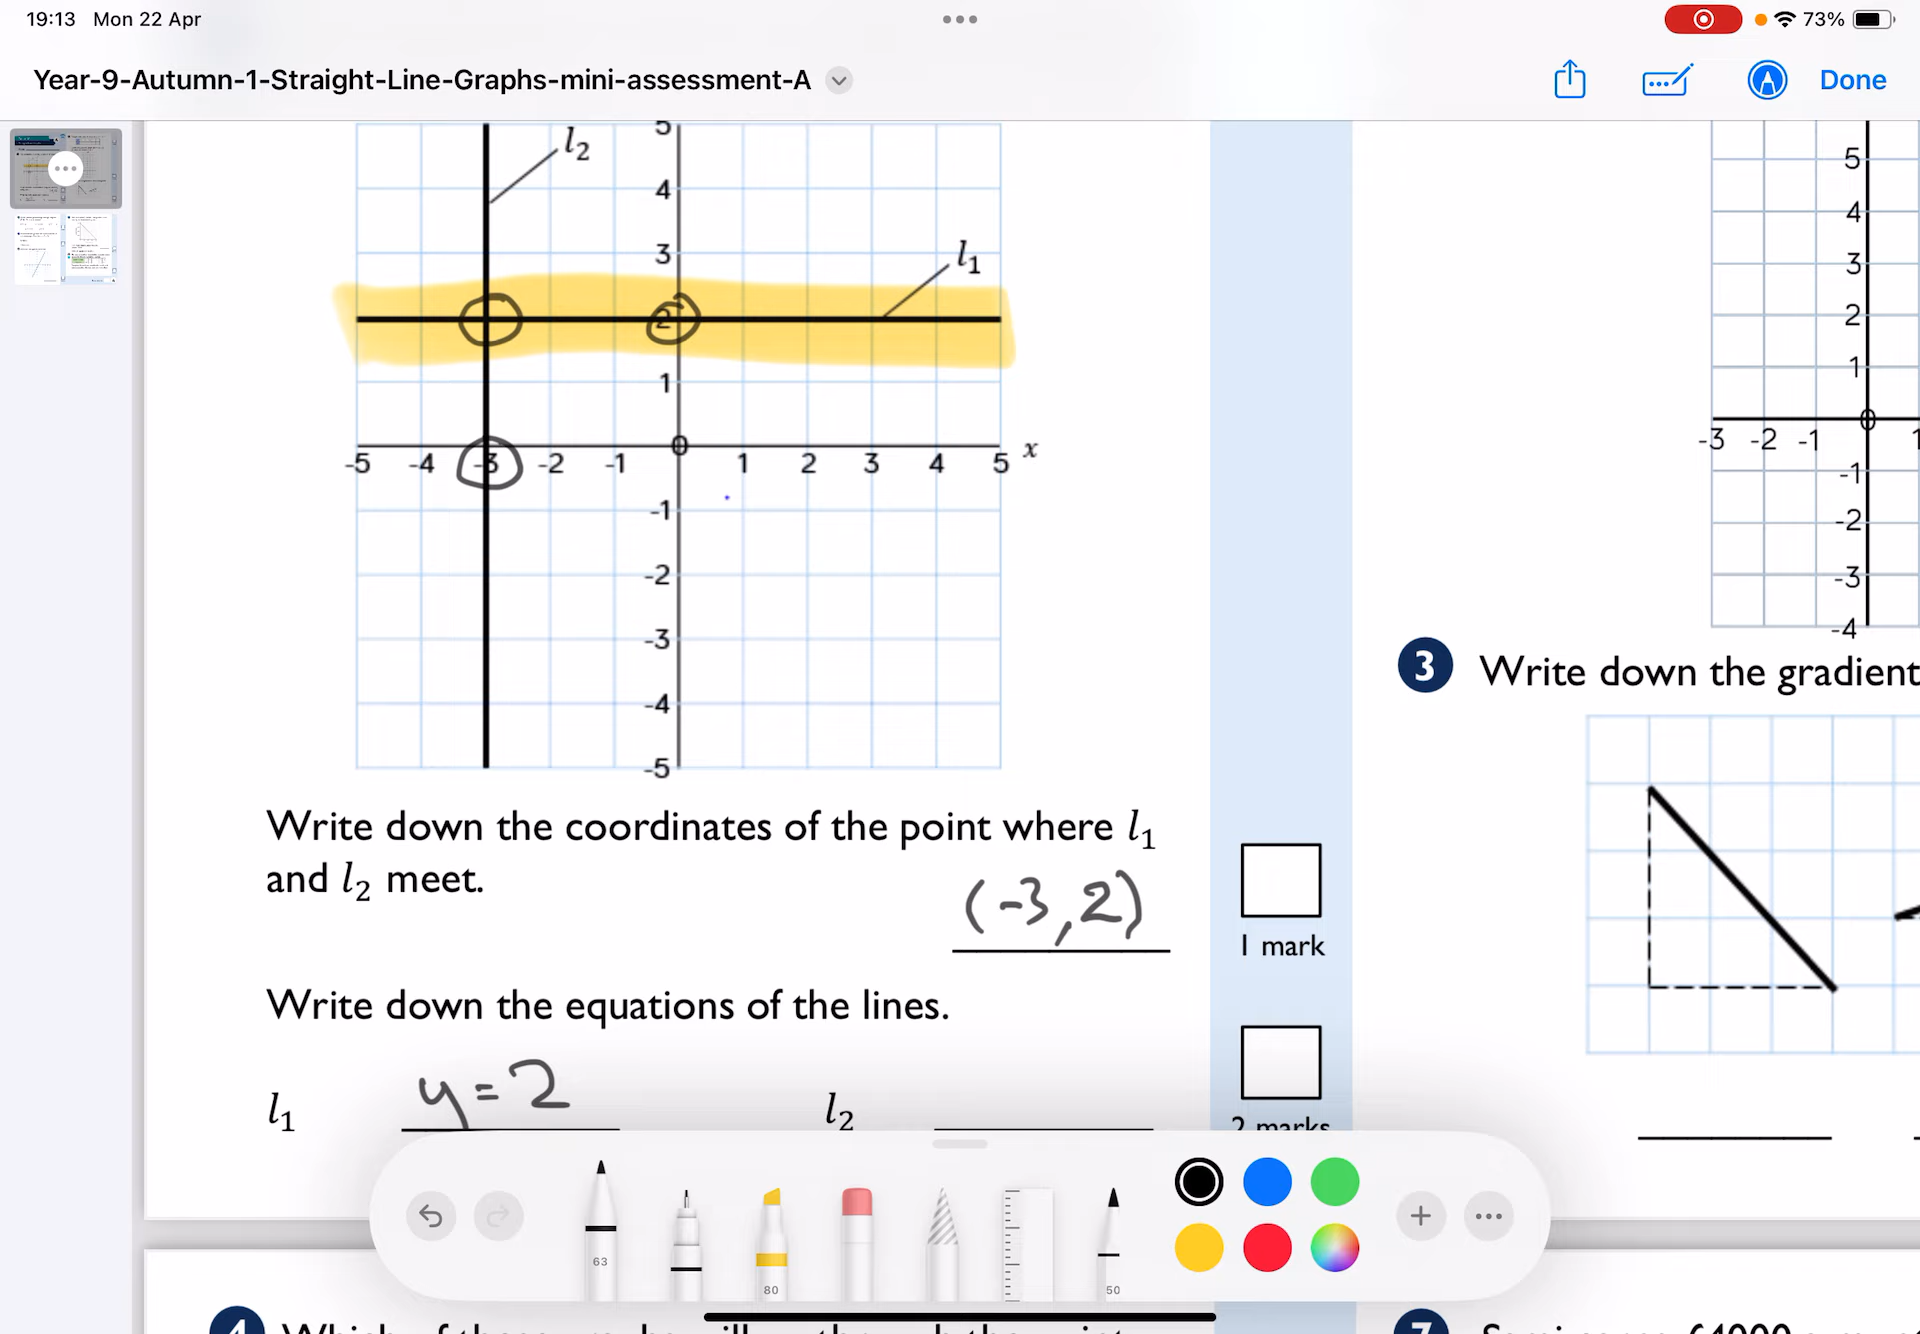 19:13 Mon 22 Apr
73%
Year-9-Autumn-1-Straight-Line-Graphs-mini-assessment-A
Done
l₂
l₁
5
4
3
2
1
0
-5 -4 -3 -2 -1 1 2 3 4 5 x
-1
-2
-3
-4
-5
Write down the coordinates of the point where l₁
and l₂ meet.
(-3,2)
1 mark
Write down the equations of the lines.
l₁ y=2 l₂
2 marks
5
4
3
2
1
0
-3 -2 -1 1
-1
-2
-3
-4
3 Write down the gradient
63
80
50